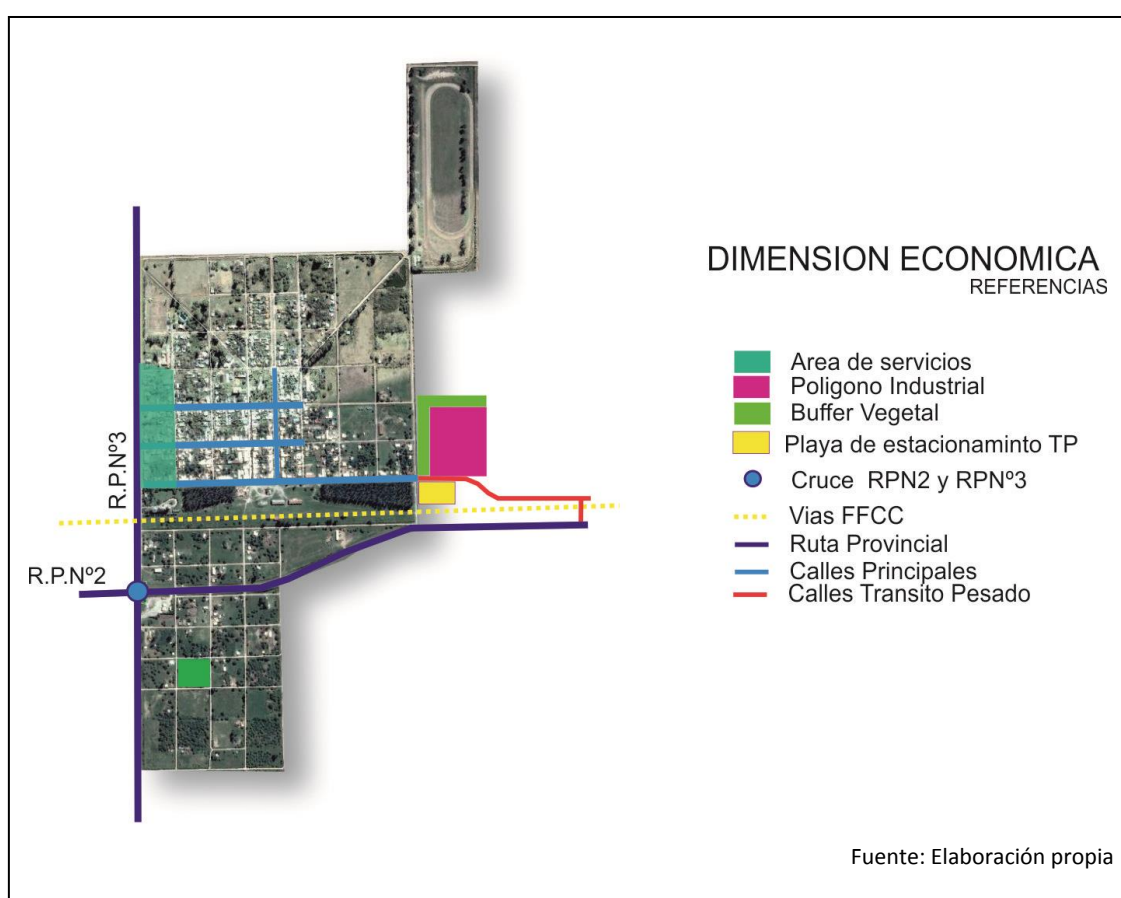 DIMENSION ECONOMICA
REFERENCIAS
Area de servicios
Poligono Industrial
Buffer Vegetal
Playa de estacionaminto TP
Cruce RPN2 y RPNº3
Vias FFCC
Ruta Provincial
Calles Principales
Calles Transito Pesado
R.P.Nº3
R.P.Nº2
Fuente: Elaboración propia